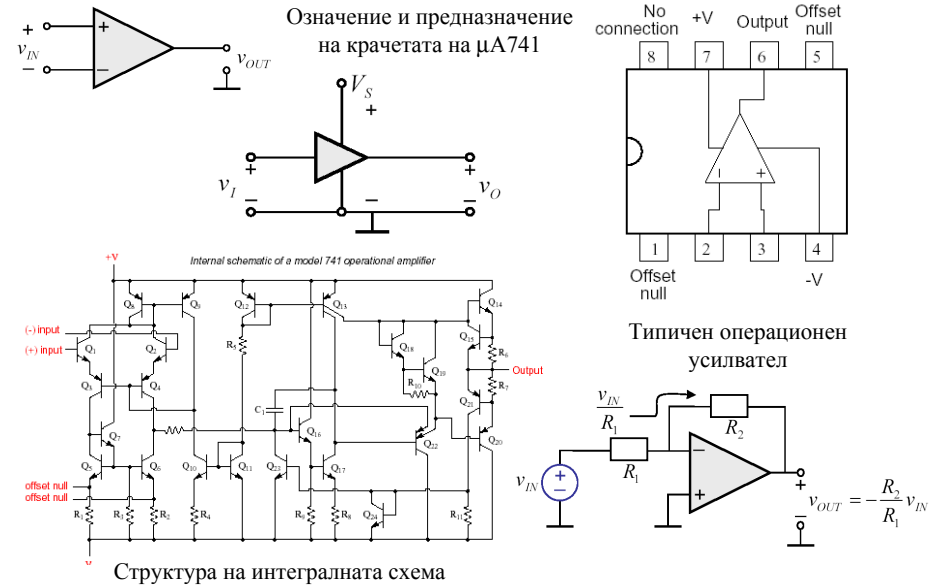 +
v_IN
−
+
−
v_OUT
Означение и предназначение
на крачетата на µA741
V_S
+
+
v_I
−
−
+
v_O
−
No connection
+V
Output
Offset null
8
7
6
5
−
+
1
2
3
4
Offset null
-V
Internal schematic of a model 741 operational amplifier
+V
(-) input
(+) input
Q1
Q2
Q3
Q4
Q7
Q5
Q6
Q8
Q9
Q10
Q11
Q12
Q13
Q14
Q15
Q16
Q17
Q18
Q19
Q20
Q21
Q22
Q23
Q24
R5
R10
C1
R6
R7
Output
offset null
offset null
R1
R3
R2
R4
R9
R8
R11
Структура на интегралната схема
Типичен операционен
усилвател
v_IN
R_1
R_2
R_1
v_IN
+
−
−
+
+
−
v_OUT = −R_2/R_1 v_IN